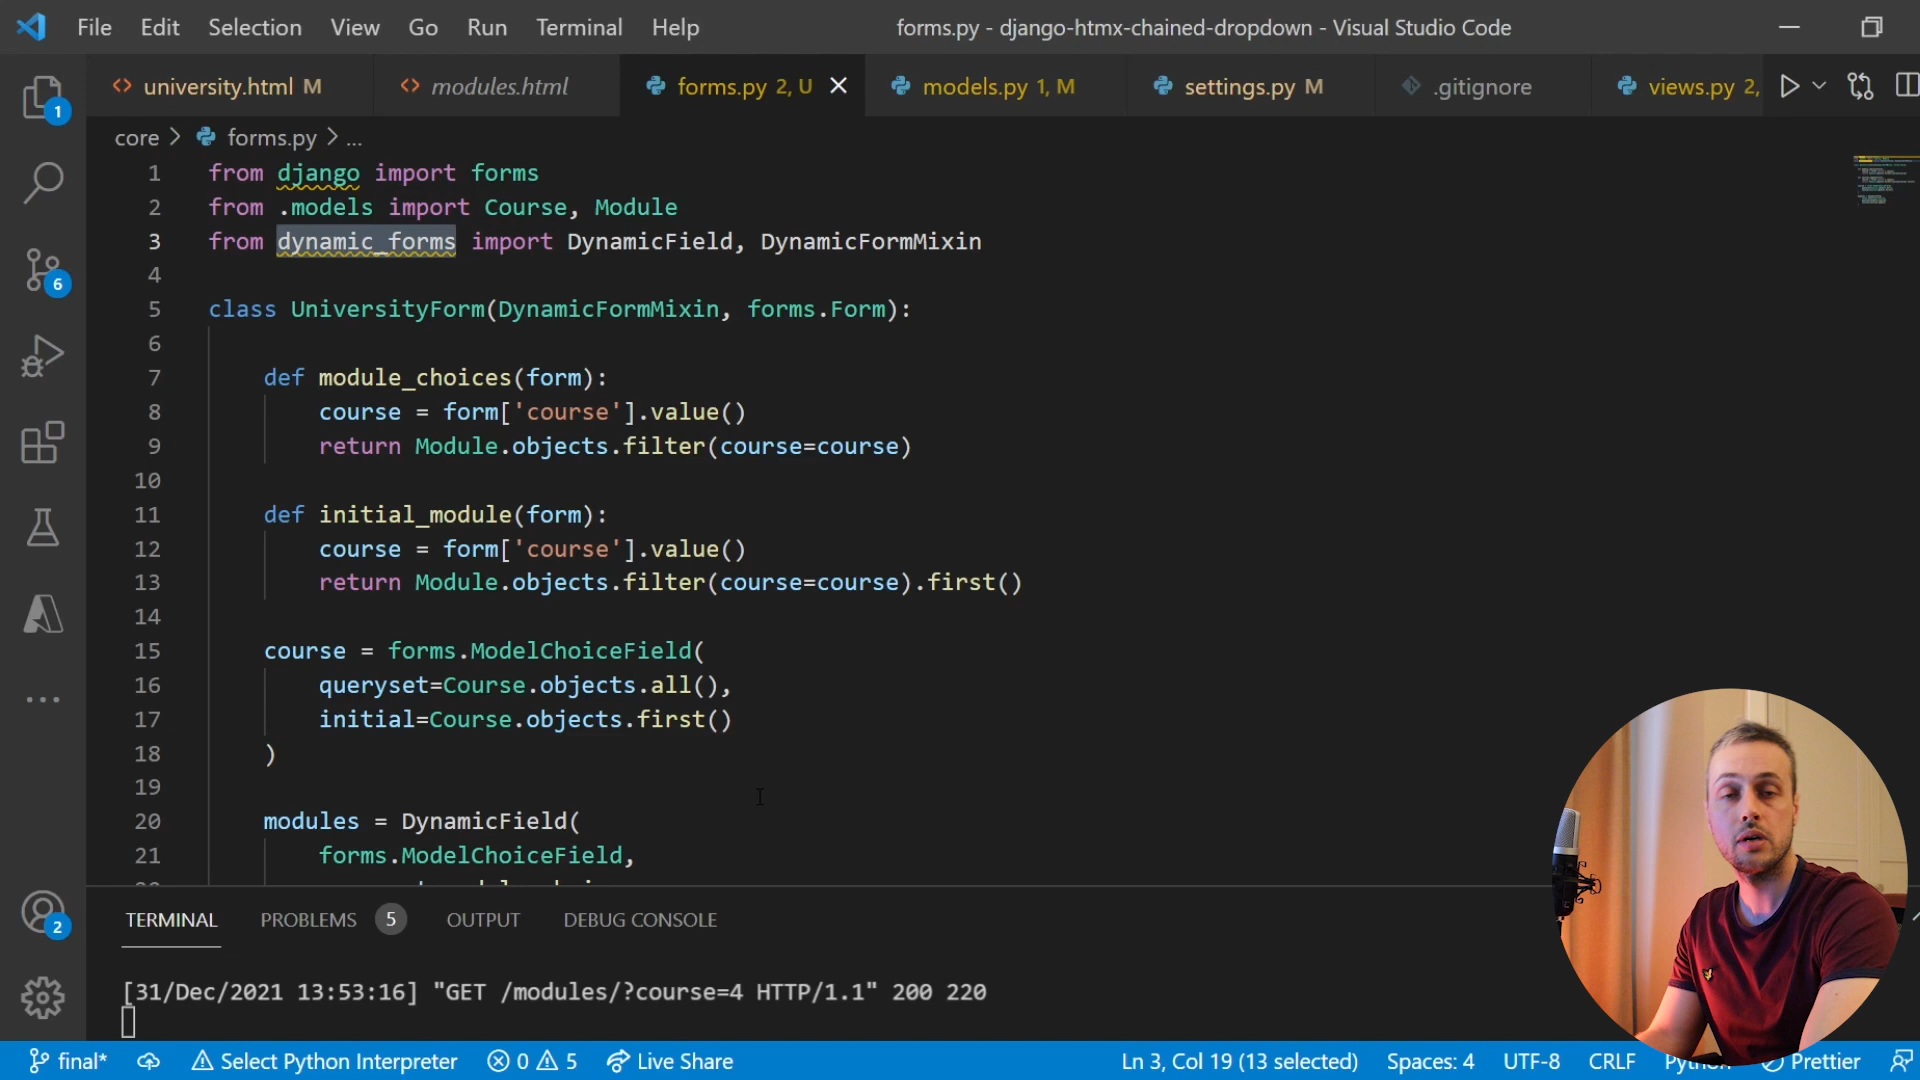 File Edit Selection View Go Run Terminal Help forms.py - django-htmx-chained-dropdown - Visual Studio Code
university.html M modules.html forms.py 2, U models.py 1, M settings.py M .gitignore views.py 2,
core > forms.py > ...
1 from django import forms
2 from .models import Course, Module
3 from dynamic_forms import DynamicField, DynamicFormMixin
4
5 class UniversityForm(DynamicFormMixin, forms.Form):
6
7 def module_choices(form):
8 course = form['course'].value()
9 return Module.objects.filter(course=course)
10
11 def initial_module(form):
12 course = form['course'].value()
13 return Module.objects.filter(course=course).first()
14
15 course = forms.ModelChoiceField(
16 queryset=Course.objects.all(),
17 initial=Course.objects.first()
18 )
19
20 modules = DynamicField(
21 forms.ModelChoiceField,
1
6
2
TERMINAL PROBLEMS 5 OUTPUT DEBUG CONSOLE
[31/Dec/2021 13:53:16] "GET /modules/?course=4 HTTP/1.1" 200 220
final* Select Python Interpreter 0 5 Live Share Ln 3, Col 19 (13 selected) Spaces: 4 UTF-8 CRLF Python Prettier